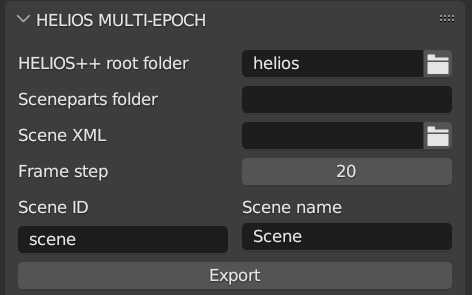 HELIOS MULTI-EPOCH
HELIOS++ root folder helios
Sceneparts folder
Scene XML
Frame step 20
Scene ID Scene name
scene Scene
Export